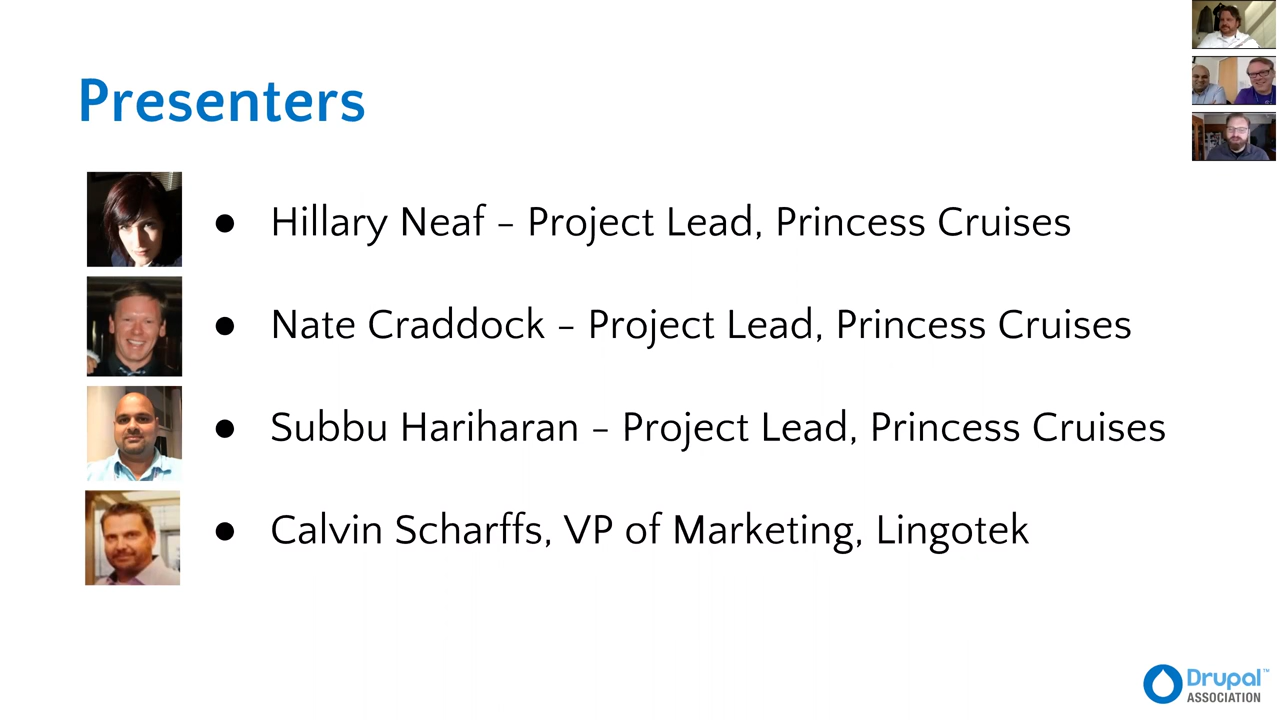 Presenters
● Hillary Neaf – Project Lead, Princess Cruises
● Nate Craddock – Project Lead, Princess Cruises
● Subbu Hariharan – Project Lead, Princess Cruises
● Calvin Scharffs, VP of Marketing, Lingotek
Drupal™
ASSOCIATION